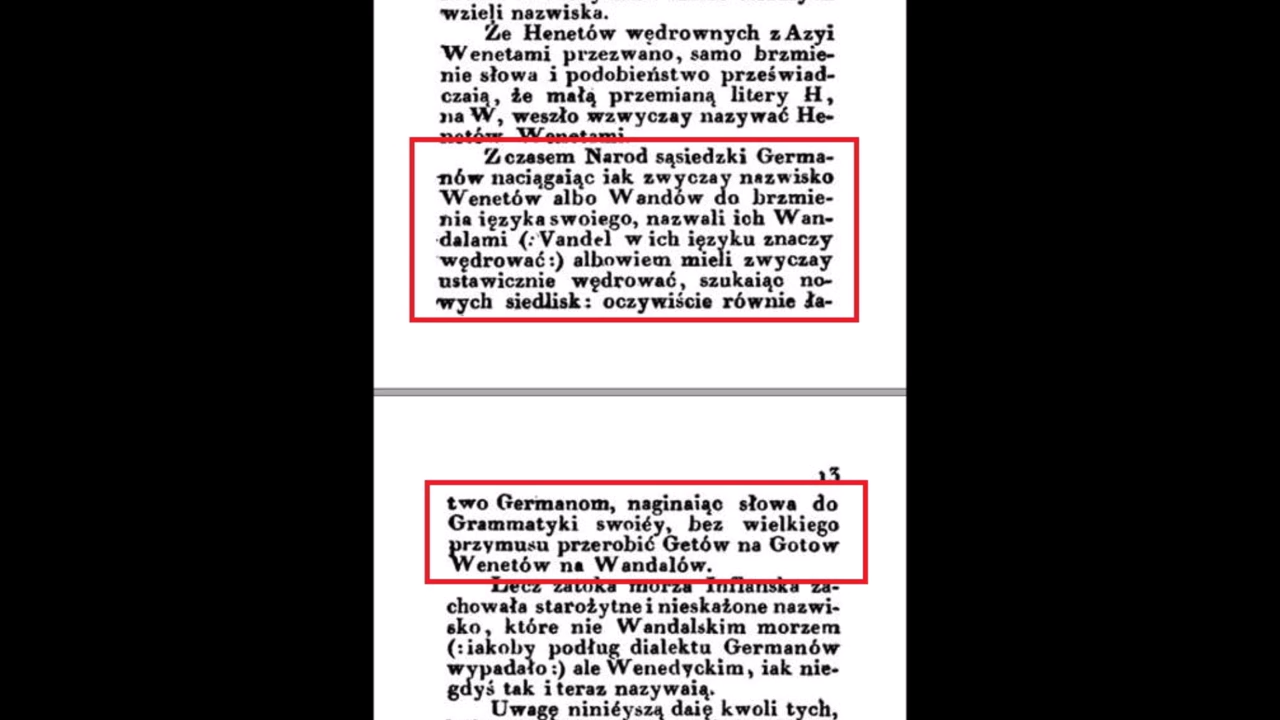 wzieli nazwiska.
Że Henetów wędrownych z Azyi
Wenetami przezwano, samo brzmie-
nie słowa i podobieństwo przeświad-
czaią, że małą przemianą litery H,
na W, weszło wzwyczay nazywać He-
netów Wenetami.
Z czasem Narod sąsiedzki Germa-
nów naciągaiąc iak zwyczay nazwisko
Wenetów albo Wandów do brzmie-
nia ięzyka swoiego, nazwali ich Wan-
dalami (: Vandel w ich ięzyku znaczy
wędrować:) albowiem mieli zwyczay
ustawicznie wędrować, szukaiąc no-
wych siedlisk: oczywiście równie ła-
13
two Germanom, naginaiąc słowa do
Grammatyki swoiéy, bez wielkiego
przymusu przerobić Getów na Gotow
Wenetów na Wandalów.
Lecz zatoka morza Inflanska za-
chowała starożytne i nieskażone nazwi-
sko, które nie Wandalskim morzem
(: iakoby podług dialektu Germanów
wypadało:) ale Wenedyckim, iak nie-
gdyś tak i teraz nazywaią.
Uwagę niniéyszą daię kwoli tych,